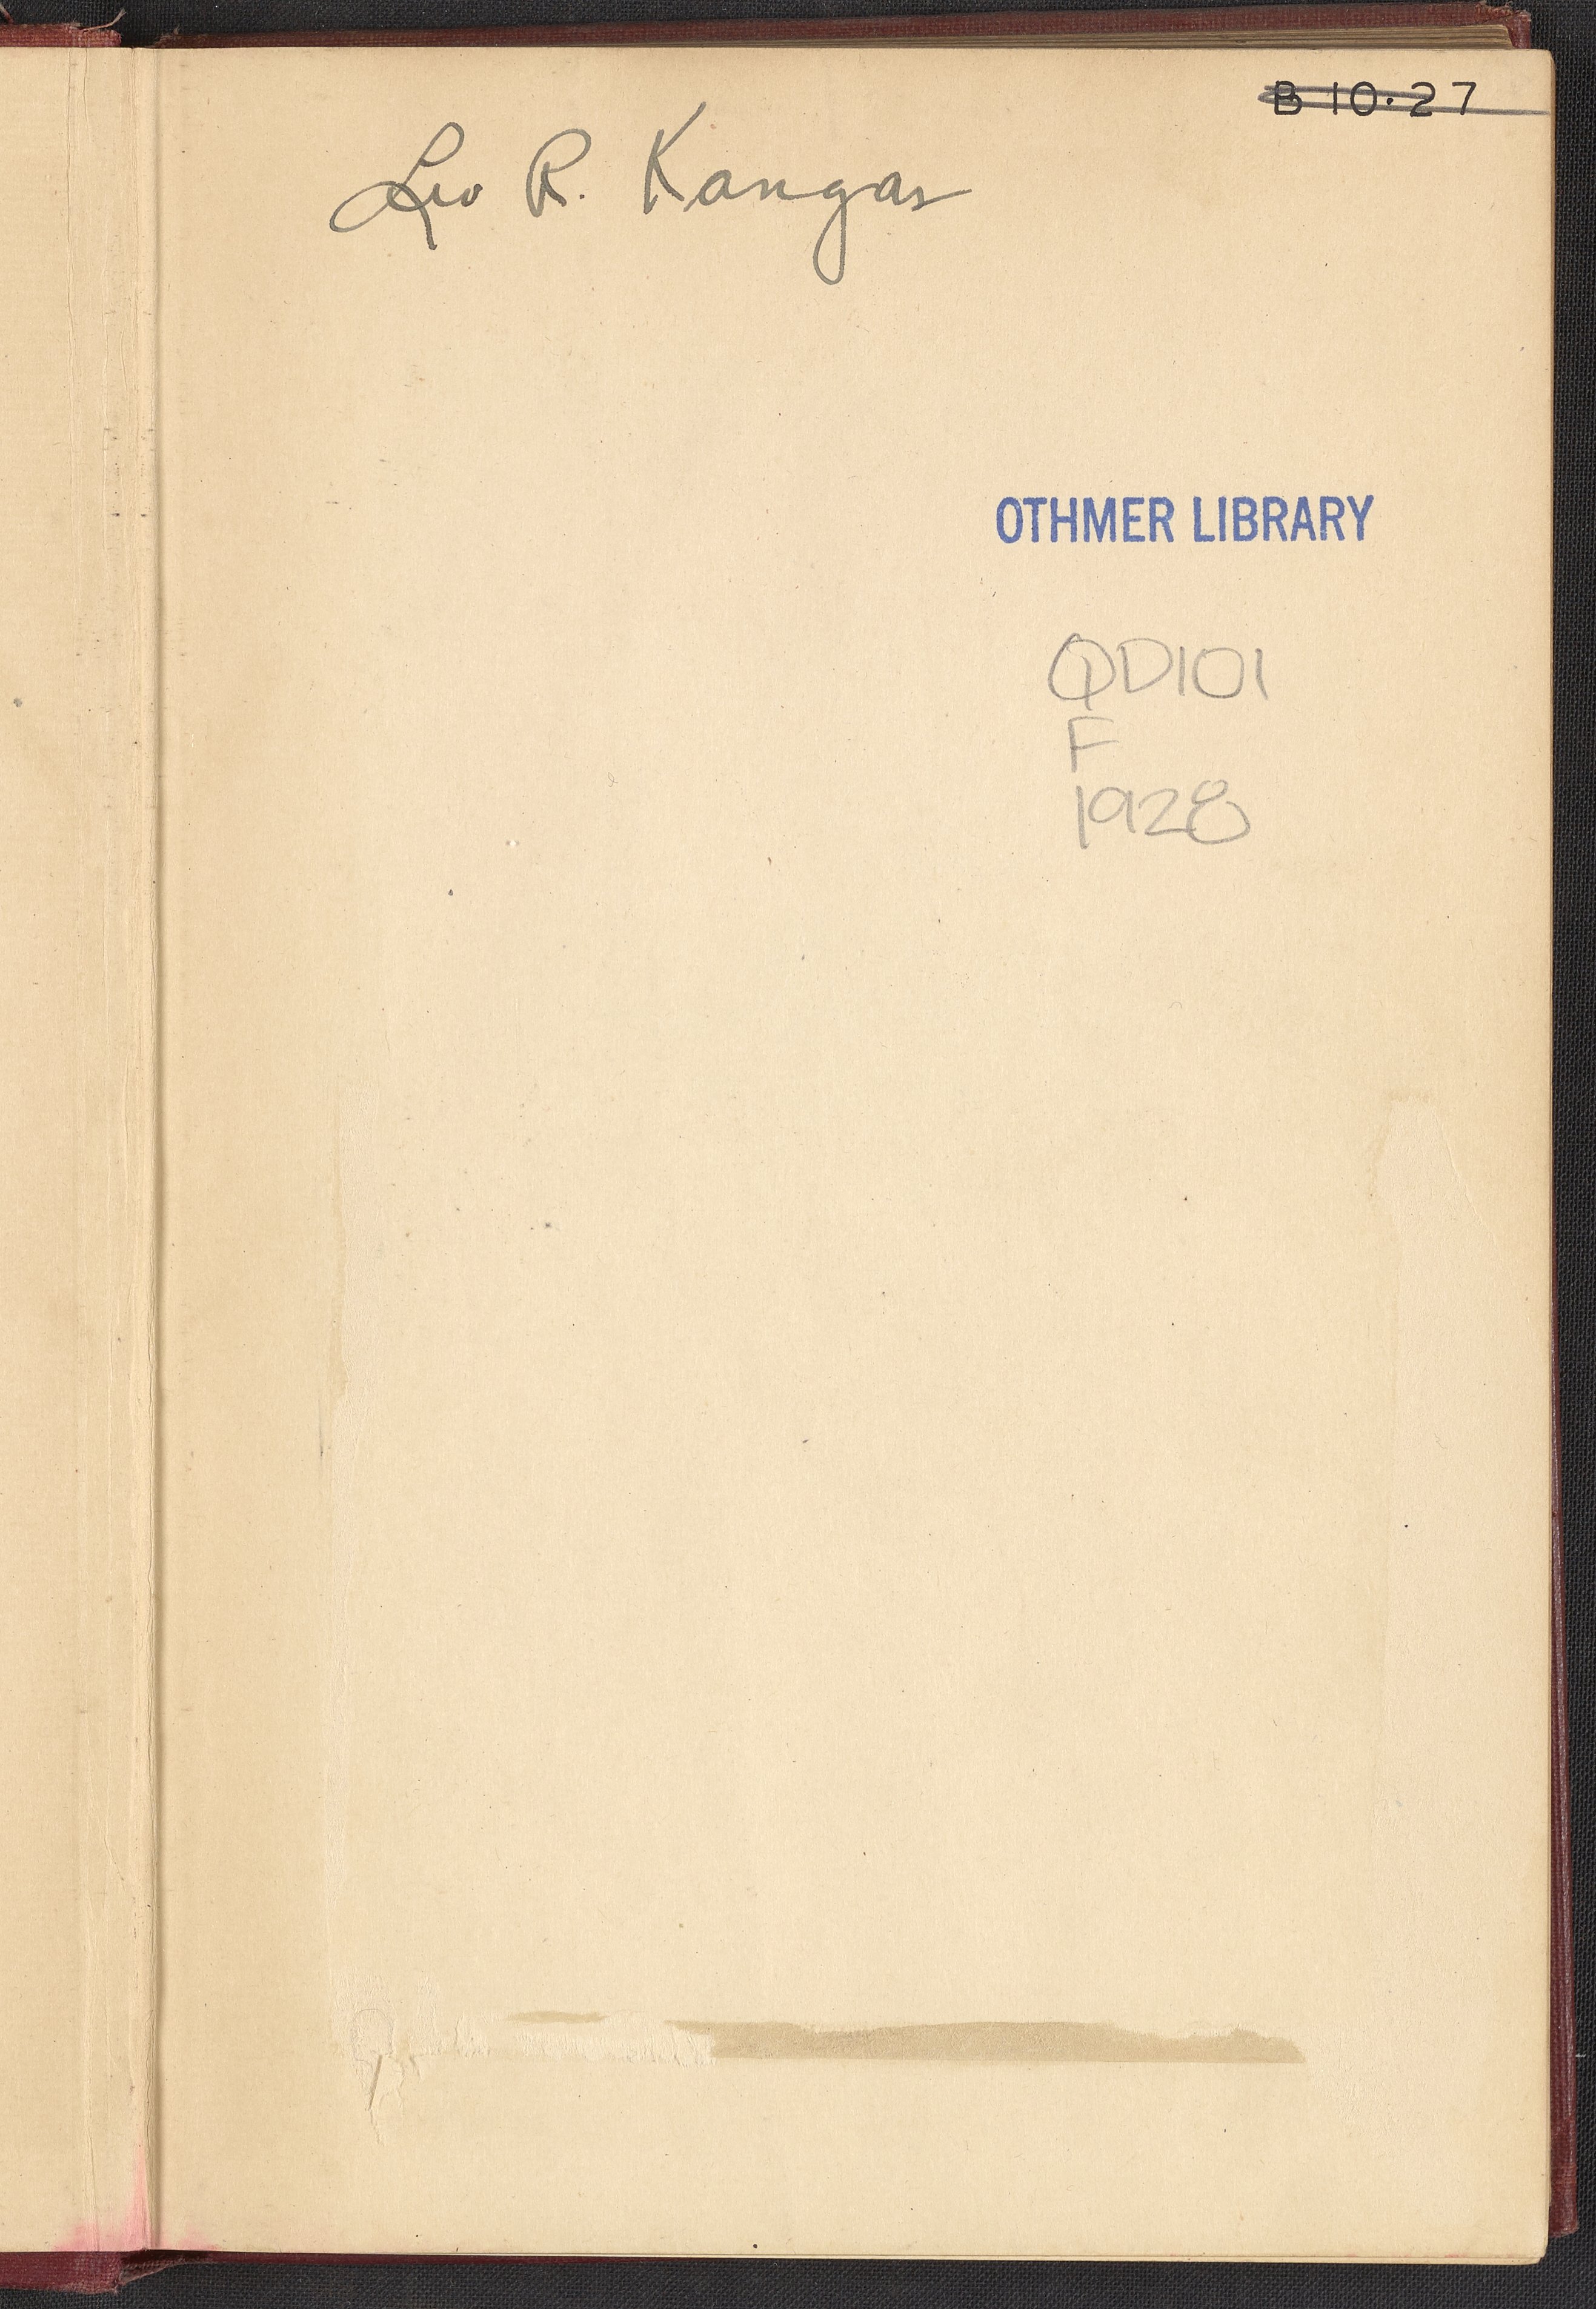 B 10·27
Leo R. Kangas
OTHMER LIBRARY
QD101
F
1928